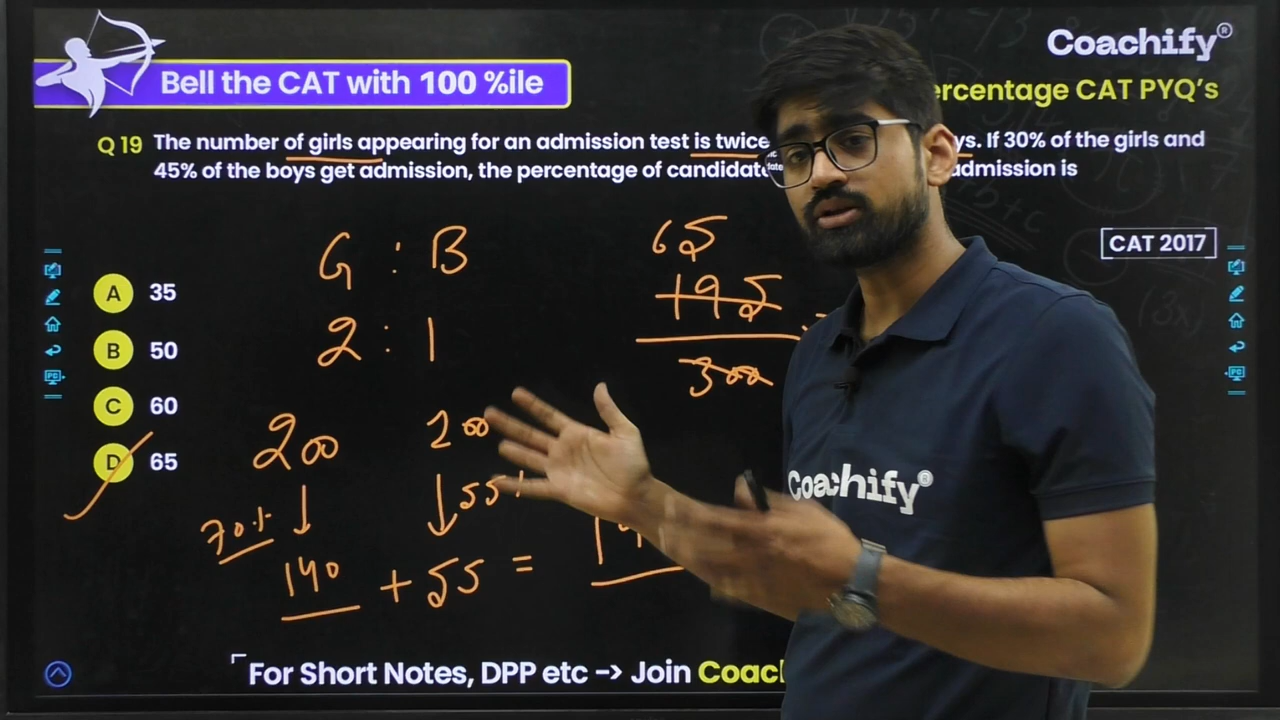 Coachify®
Bell the CAT with 100 %ile
ercentage CAT PYQ's
Q 19 The number of girls appearing for an admission test is twice ys. If 30% of the girls and
45% of the boys get admission, the percentage of candidate admission is
CAT 2017
G : B
2 : 1
A 35
B 50
C 60
D 65
65
195
300
200 100
70% 55%
140 + 55 =
Coachify®
For Short Notes, DPP etc -> Join Coac